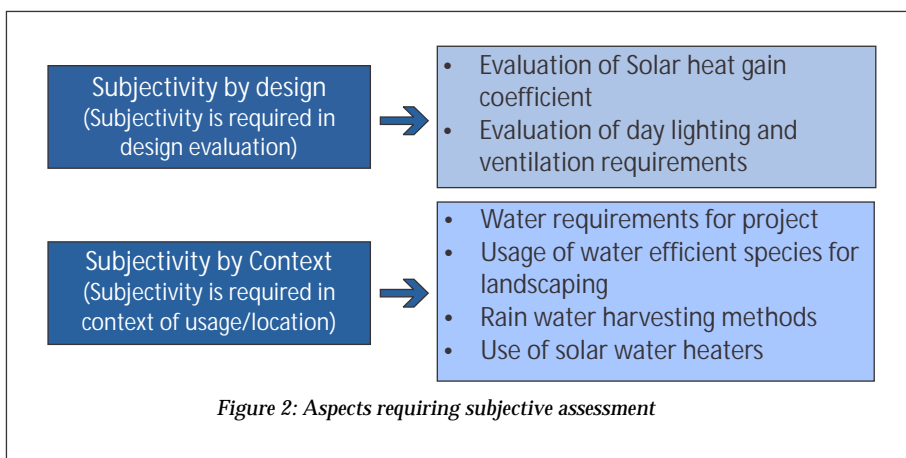 Subjectivity by design
(Subjectivity is required in
design evaluation)
• Evaluation of Solar heat gain
coefficient
• Evaluation of day lighting and
ventilation requirements
Subjectivity by Context
(Subjectivity is required in
context of usage/location)
• Water requirements for project
• Usage of water efficient species for
landscaping
• Rain water harvesting methods
• Use of solar water heaters
Figure 2: Aspects requiring subjective assessment